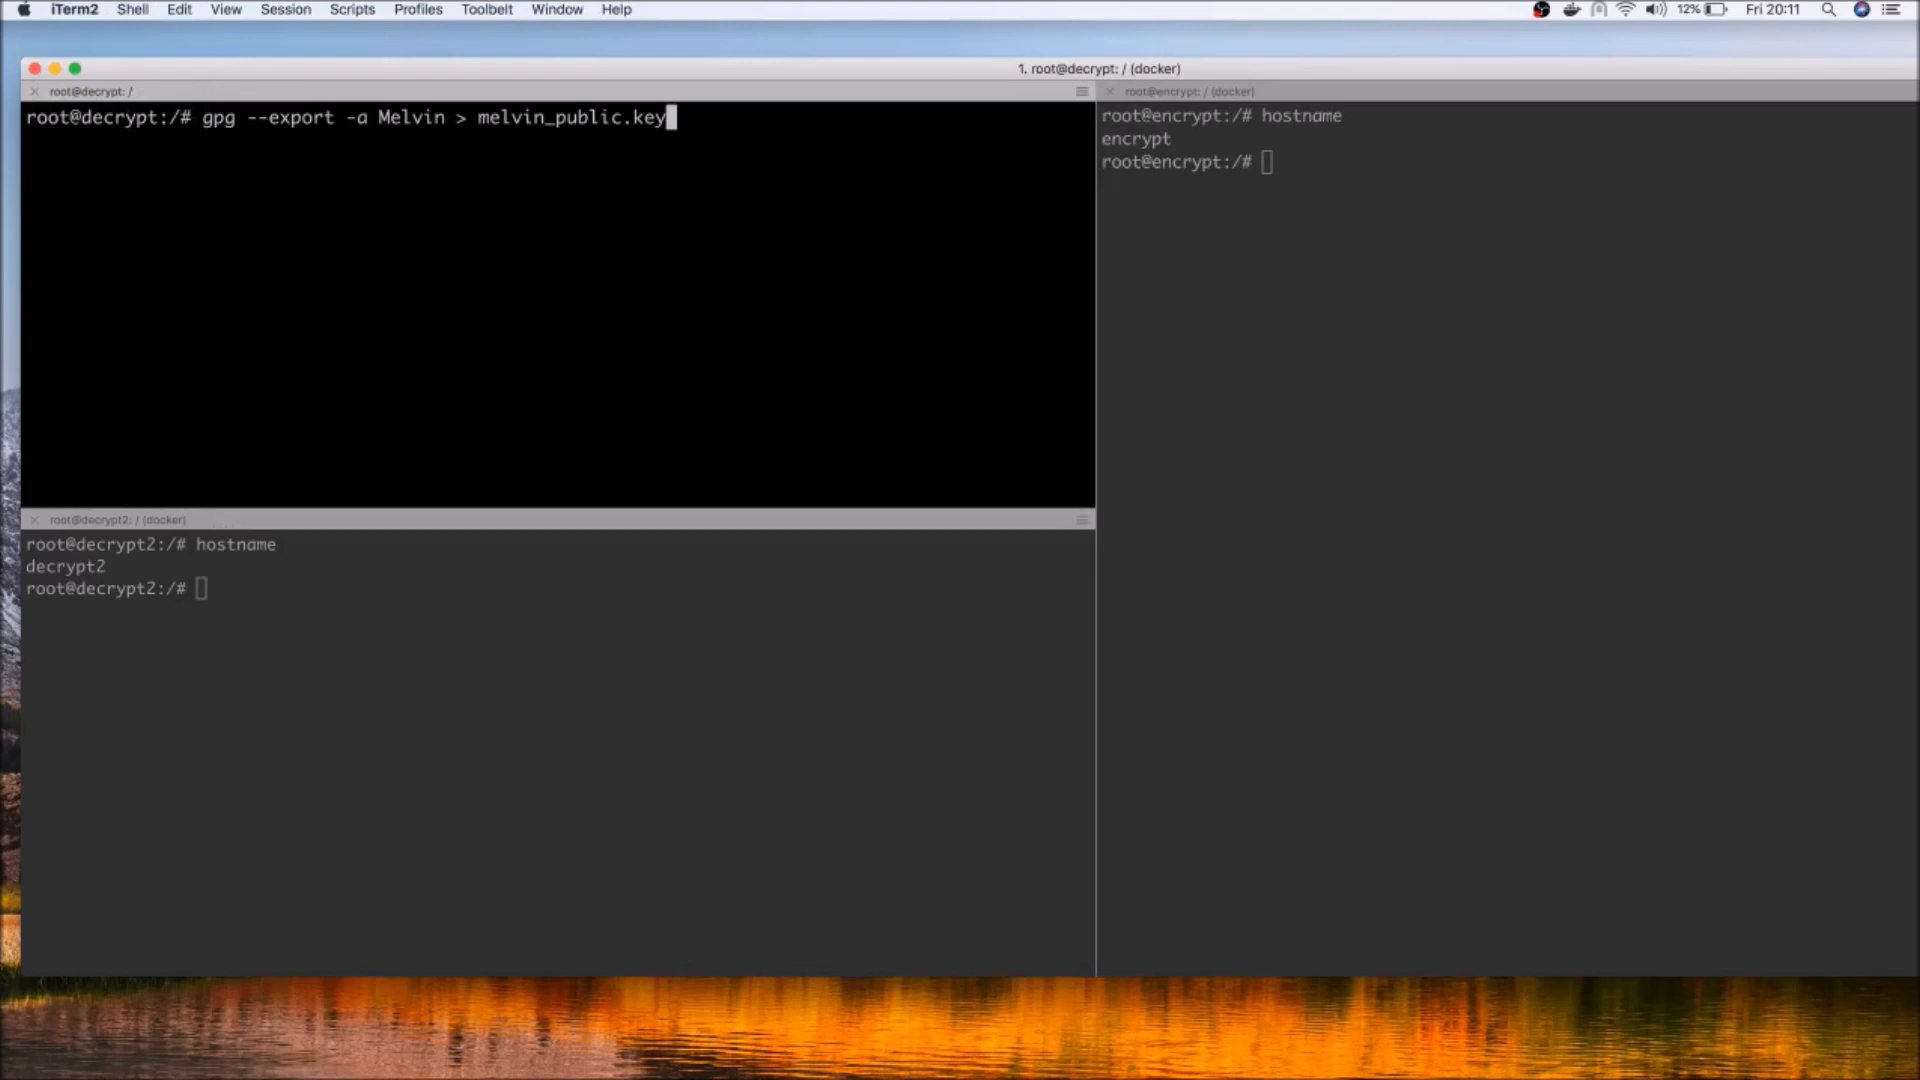 iTerm2 Shell Edit View Session Scripts Profiles Toolbelt Window Help 12% Fri 20:11
1. root@decrypt: / (docker)
root@decrypt: /
root@decrypt:/# gpg --export -a Melvin > melvin_public.key
root@decrypt2: / (docker)
root@decrypt2:/# hostname
decrypt2
root@decrypt2:/#
root@encrypt: / (docker)
root@encrypt:/# hostname
encrypt
root@encrypt:/#